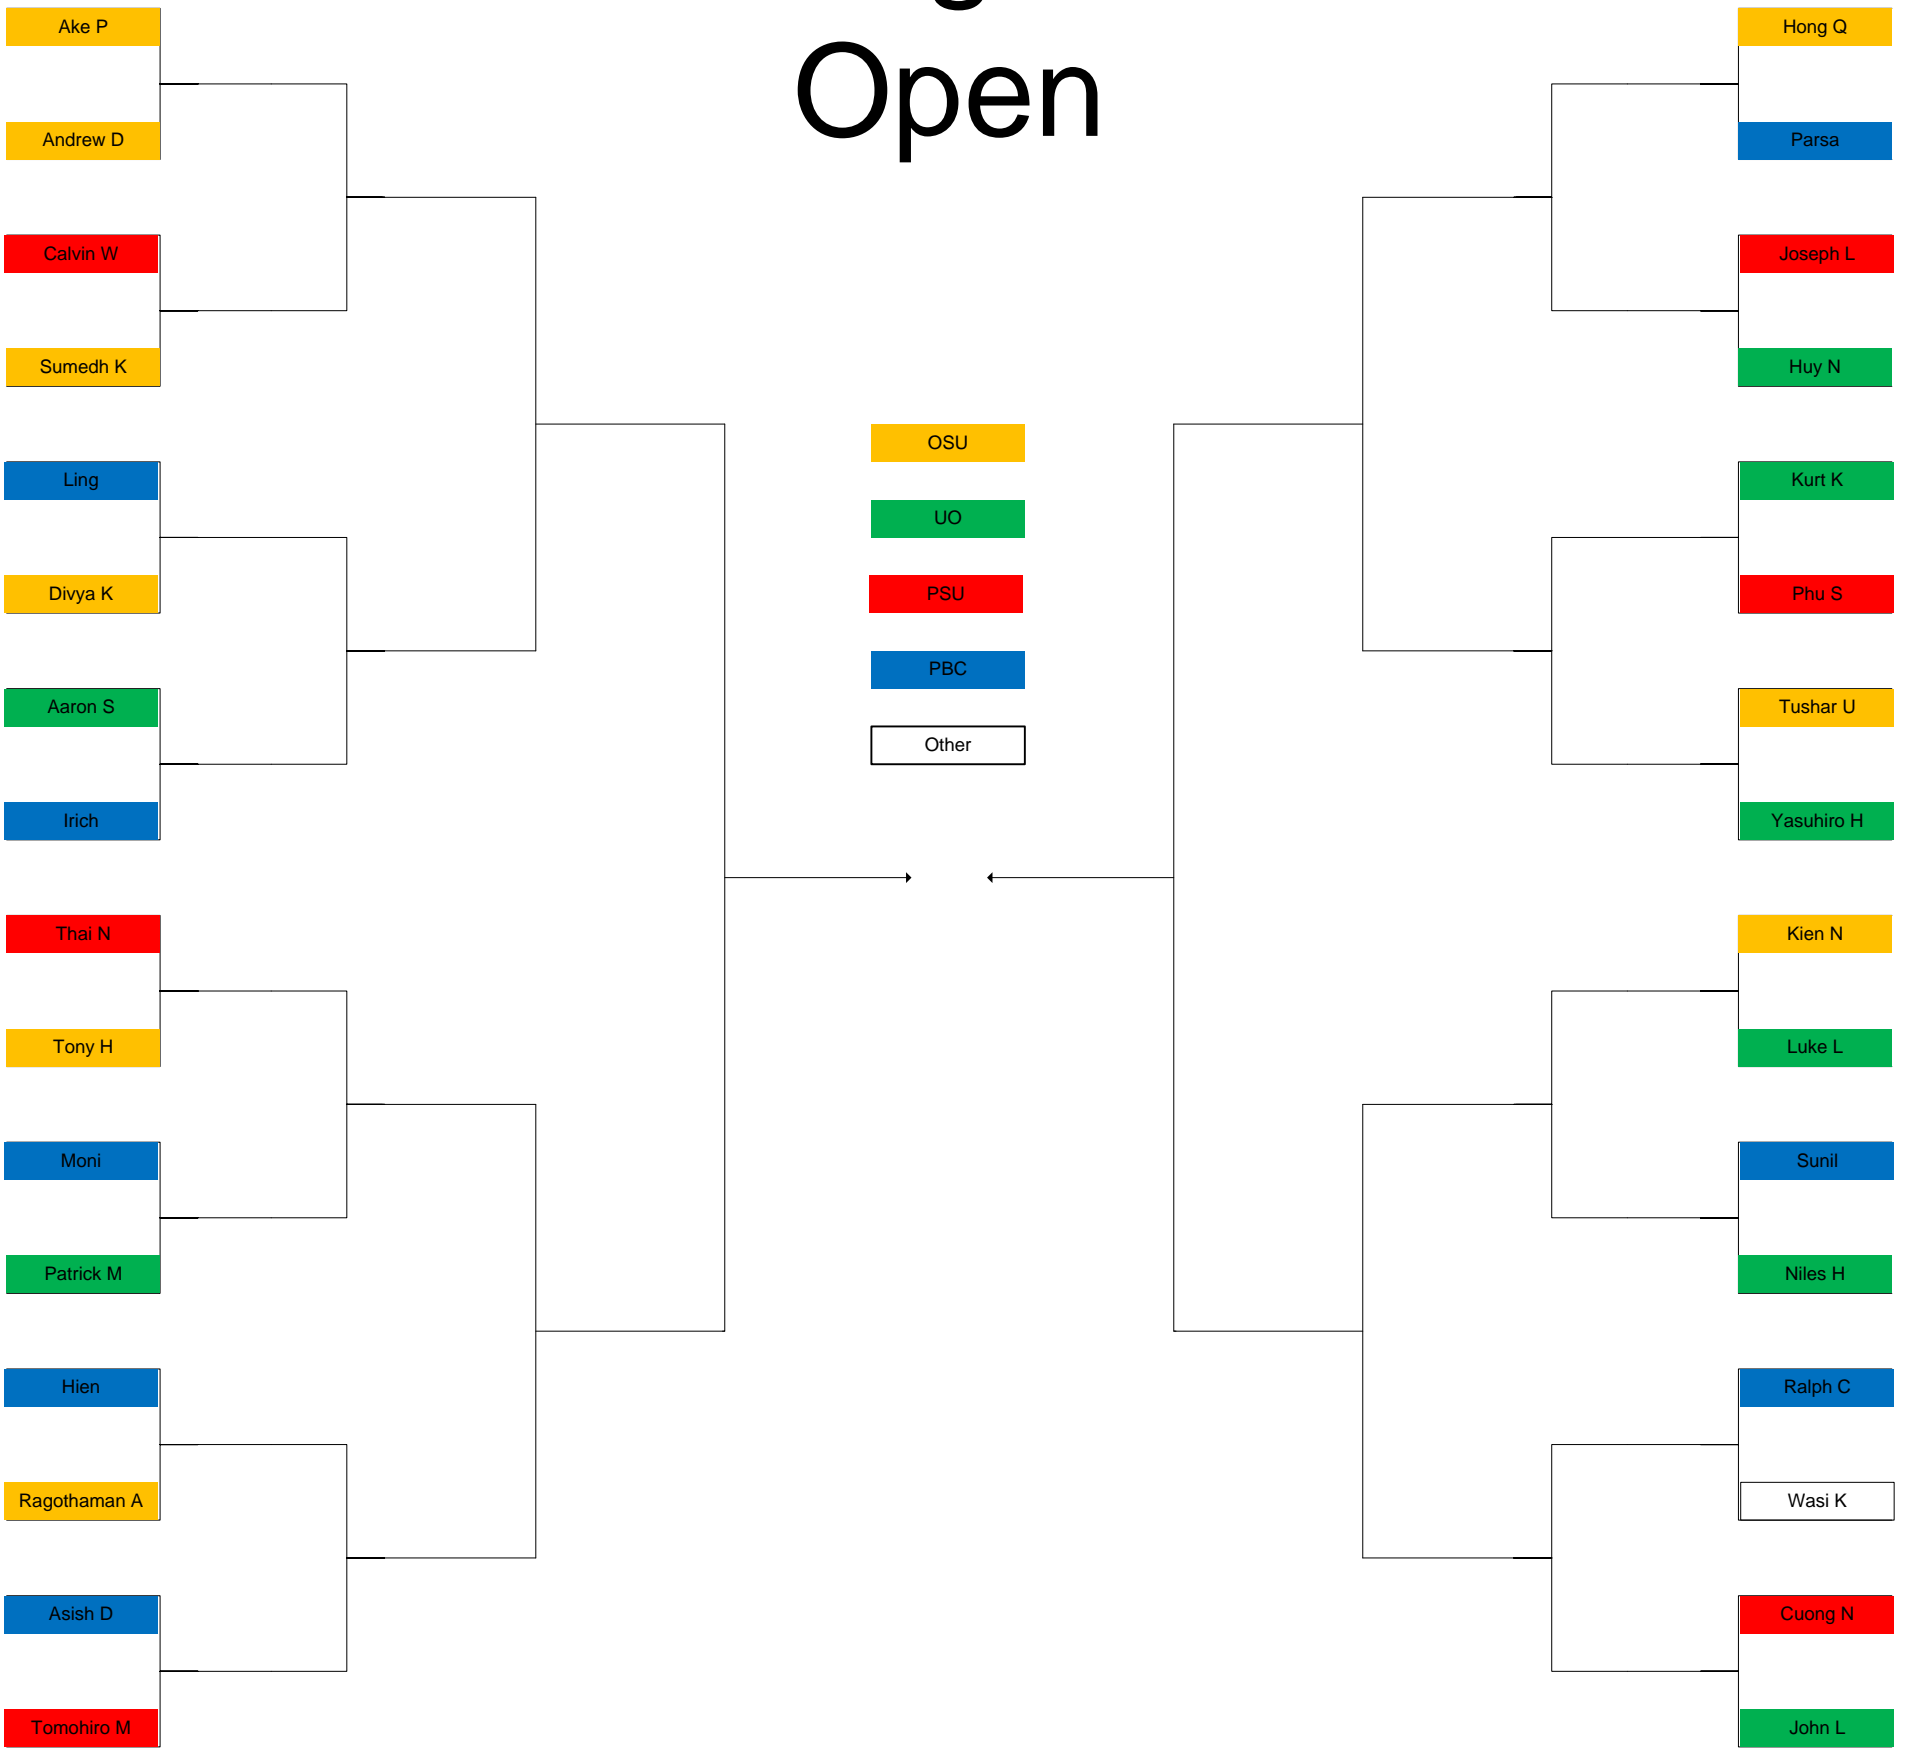 Open
Ake P
Andrew D
Calvin W
Sumedh K
Ling
Divya K
Aaron S
Irich
Thai N
Tony H
Moni
Patrick M
Hien
Ragothaman A
Asish D
Tomohiro M
OSU
UO
PSU
PBC
Other
Hong Q
Parsa
Joseph L
Huy N
Kurt K
Phu S
Tushar U
Yasuhiro H
Kien N
Luke L
Sunil
Niles H
Ralph C
Wasi K
Cuong N
John L